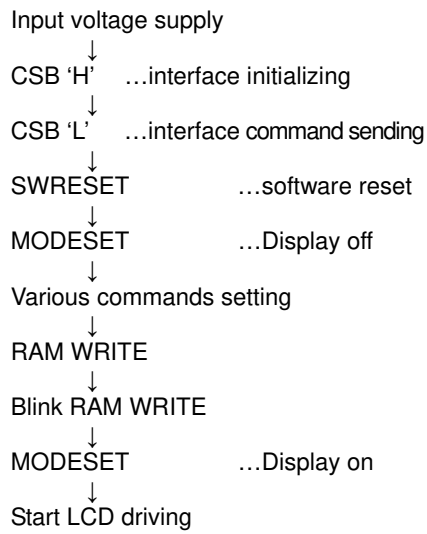 Input voltage supply
↓
CSB ‘H’ …interface initializing
↓
CSB ‘L’ …interface command sending
↓
SWRESET …software reset
↓
MODESET …Display off
↓
Various commands setting
↓
RAM WRITE
↓
Blink RAM WRITE
↓
MODESET …Display on
↓
Start LCD driving